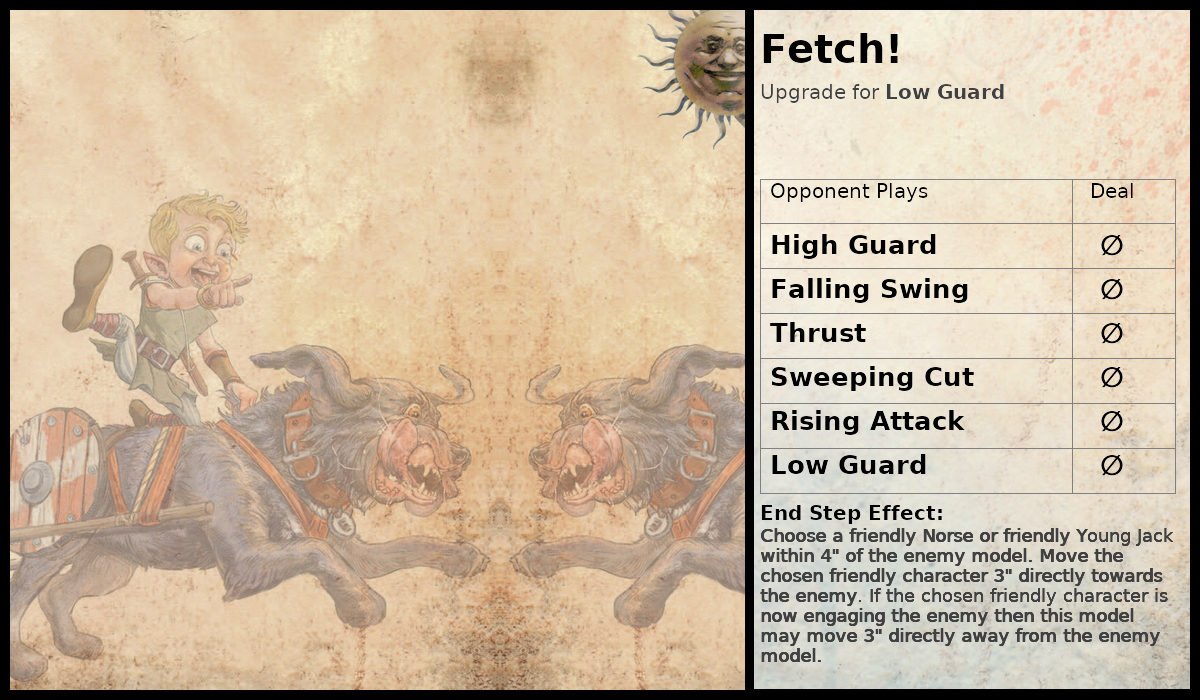 Fetch!
Upgrade for Low Guard
Opponent Plays Deal
High Guard ∅
Falling Swing ∅
Thrust ∅
Sweeping Cut ∅
Rising Attack ∅
Low Guard ∅
End Step Effect:
Choose a friendly Norse or friendly Young Jack
within 4" of the enemy model. Move the
chosen friendly character 3" directly towards
the enemy. If the chosen friendly character is
now engaging the enemy then this model
may move 3" directly away from the enemy
model.